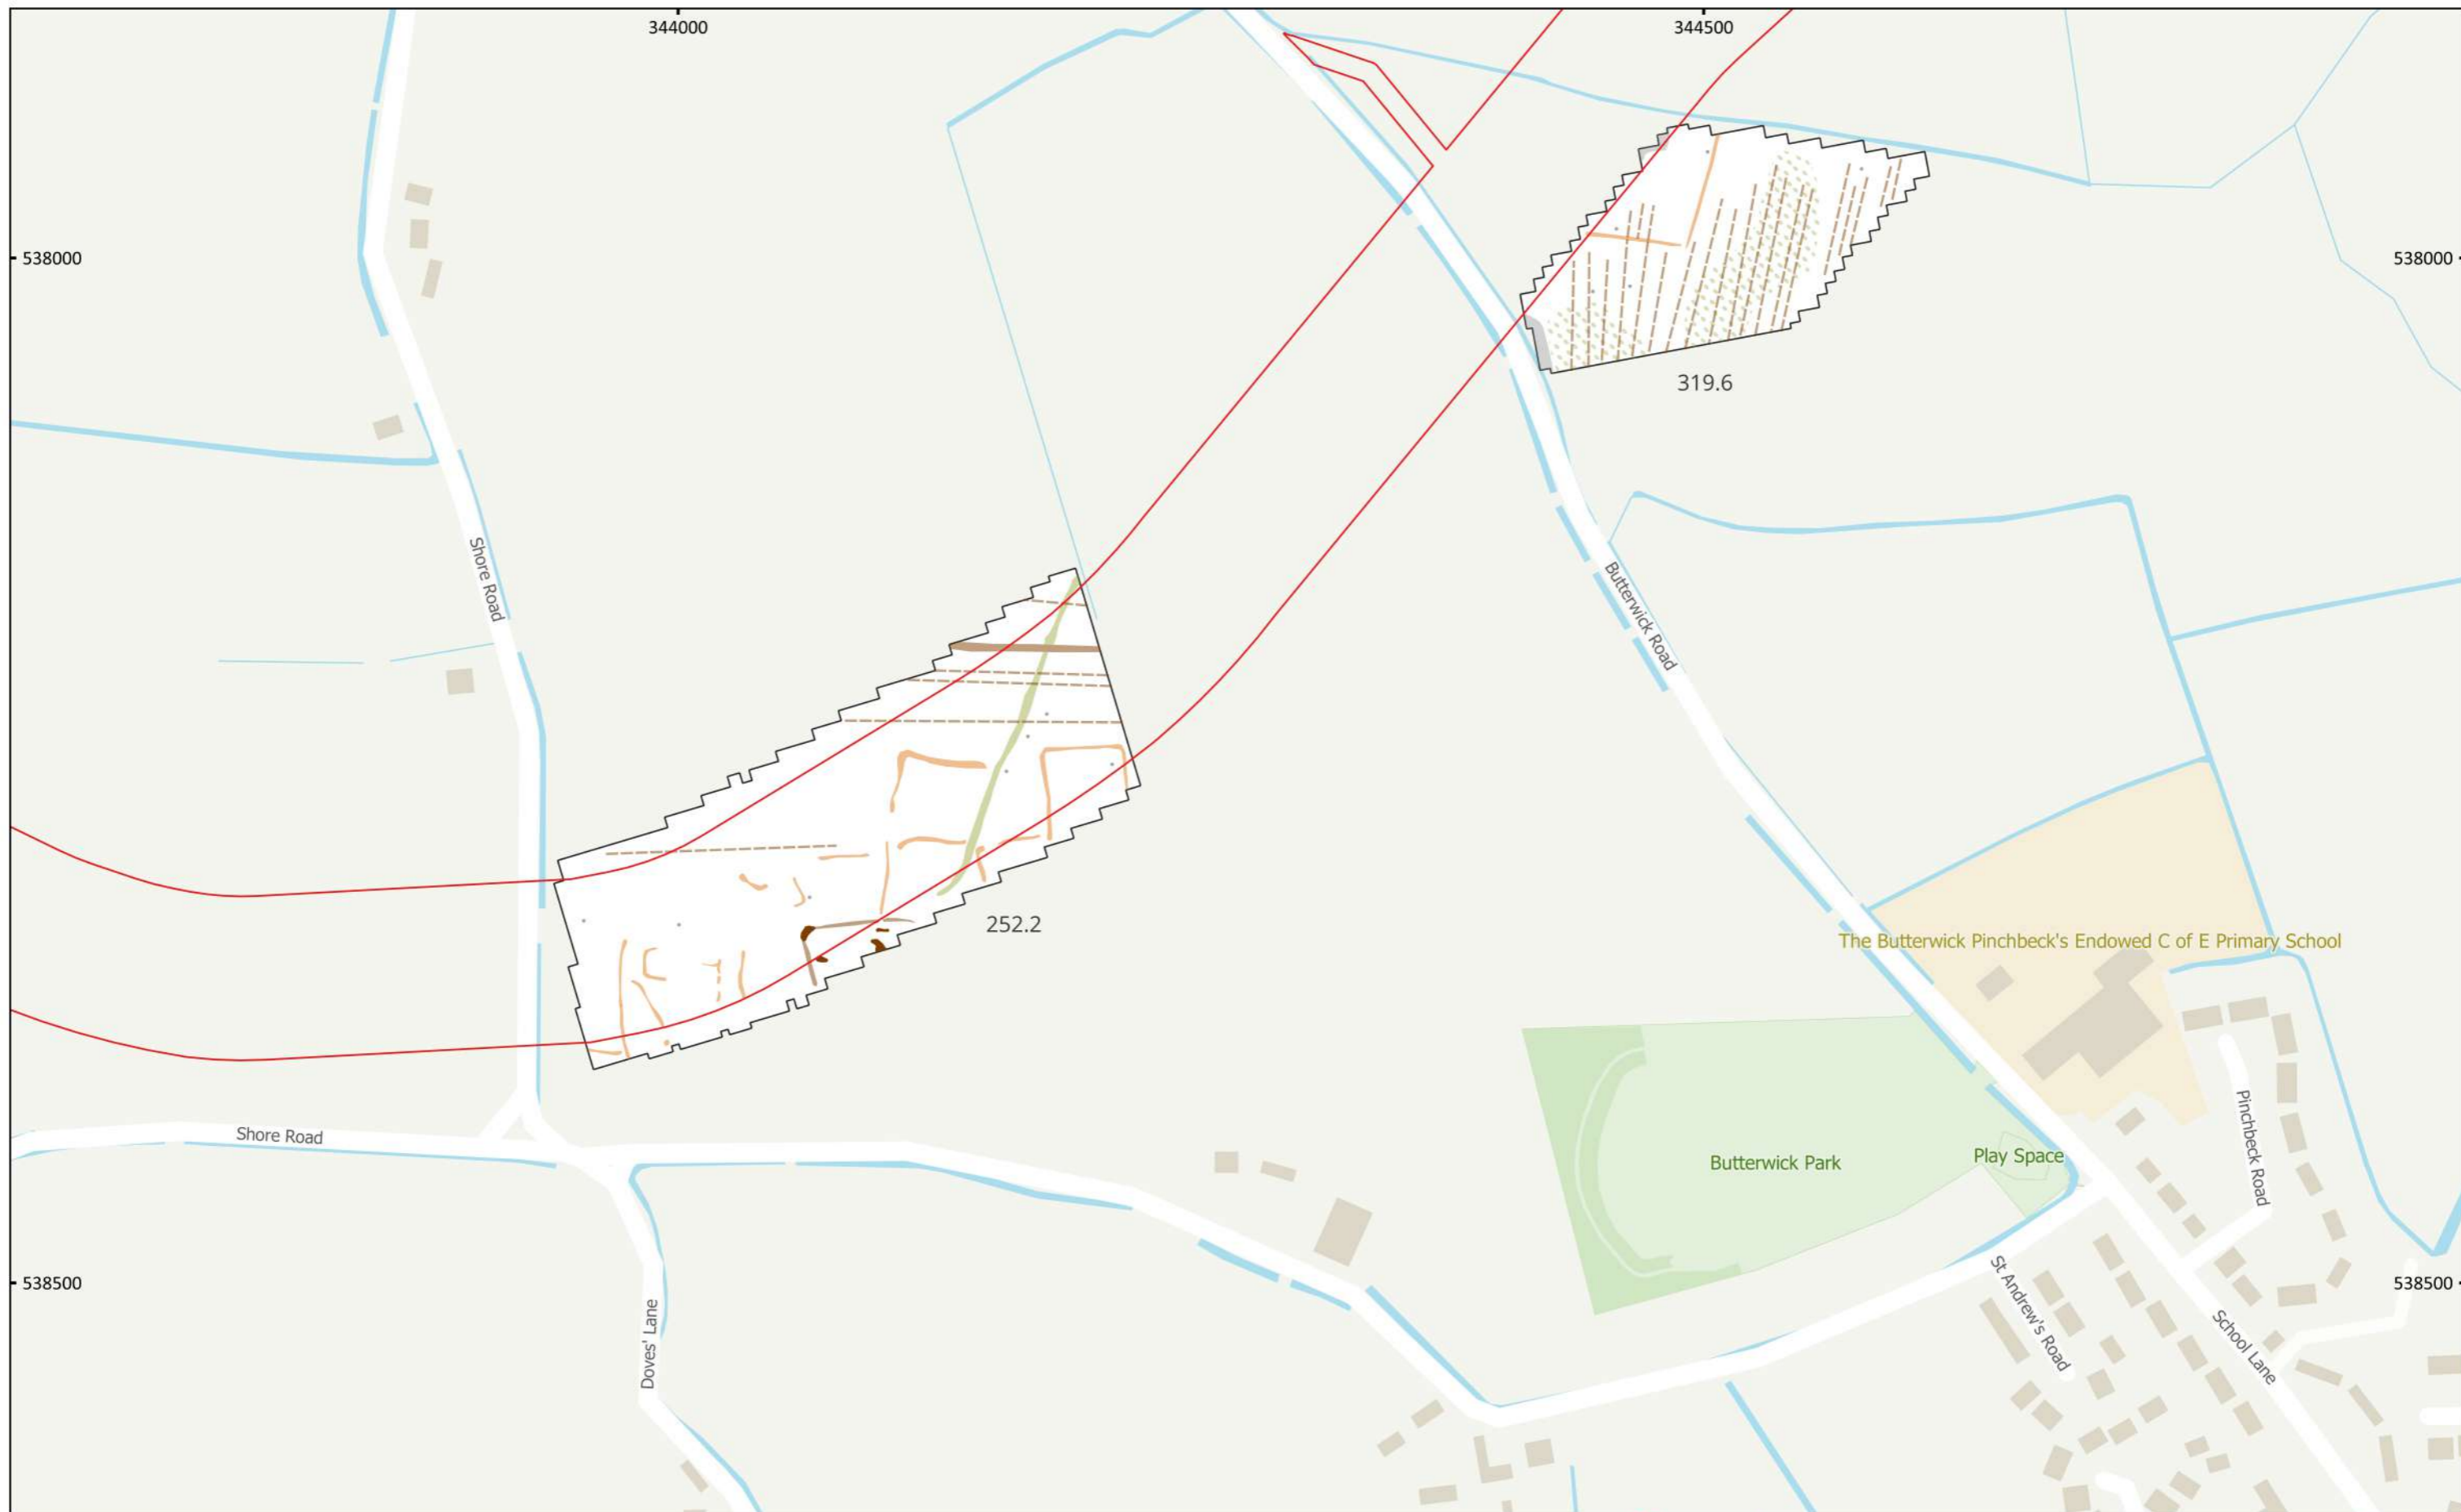 344000
344500
538000
538000
319.6
Shore Road
Butterwick Road
252.2
The Butterwick Pinchbeck's Endowed C of E Primary School
Shore Road
Butterwick Park
Play Space
Pinchbeck Road
538500
538500
Doves' Lane
St Andrew's Road
School Lane